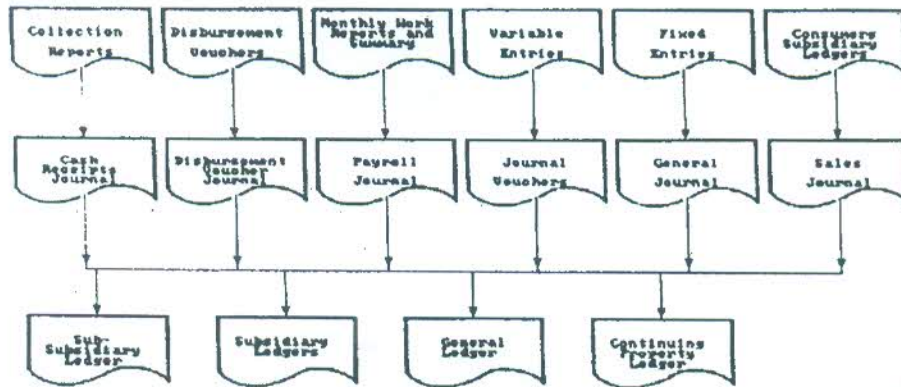 Collection
Reports
Disbursement
Vouchers
Monthly Work
Reports and
Summary
Variable
Entries
Fixed
Entries
Consumers
Subsidiary
Ledgers
Cash
Receipts
Journal
Disbursement
Voucher
Journal
Payroll
Journal
Journal
Vouchers
General
Journal
Sales
Journal
Sub-
Subsidiary
Ledger
Subsidiary
Ledgers
General
Ledger
Continuing
Property
Ledger